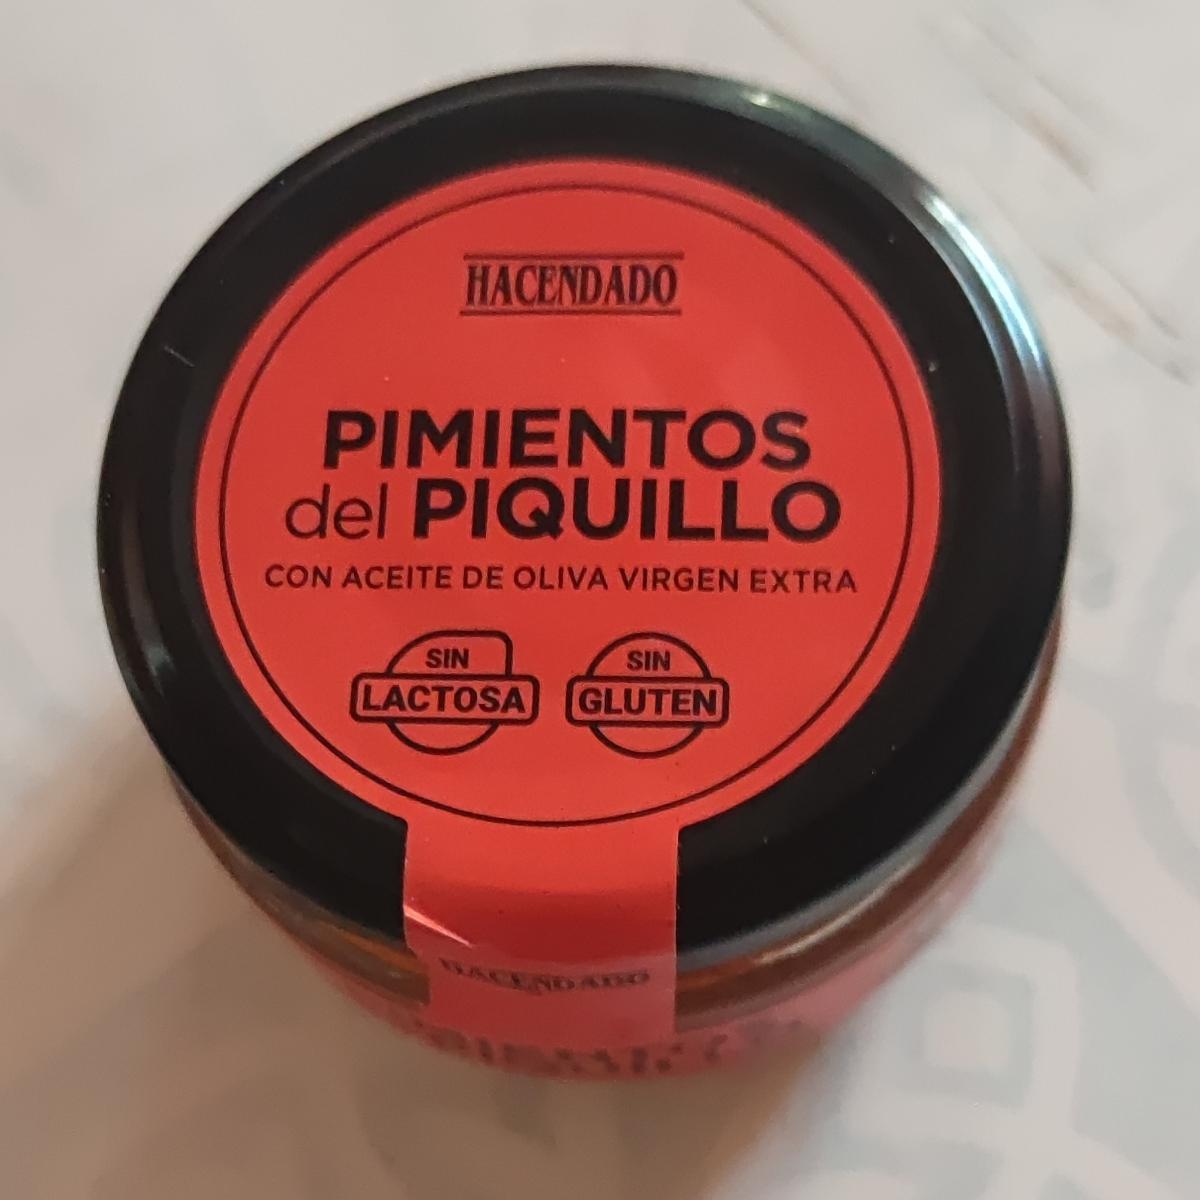 HACENDADO
PIMIENTOS
del PIQUILLO
CON ACEITE DE OLIVA VIRGEN EXTRA
SIN
LACTOSA
SIN
GLUTEN
HACENDADO